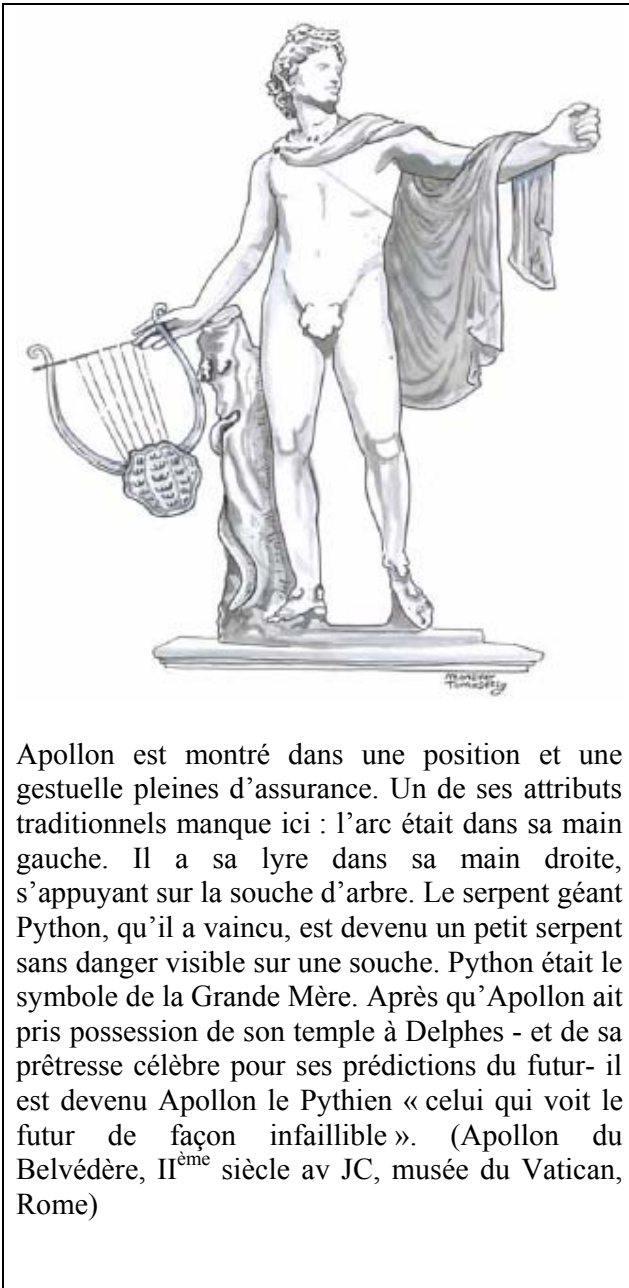 Apollon est montré dans une position et une
gestuelle pleines d’assurance. Un de ses attributs
traditionnels manque ici : l’arc était dans sa main
gauche. Il a sa lyre dans sa main droite,
s’appuyant sur la souche d’arbre. Le serpent géant
Python, qu’il a vaincu, est devenu un petit serpent
sans danger visible sur une souche. Python était le
symbole de la Grande Mère. Après qu’Apollon ait
pris possession de son temple à Delphes - et de sa
prêtresse célèbre pour ses prédictions du futur- il
est devenu Apollon le Pythien « celui qui voit le
futur de façon infaillible ». (Apollon du
Belvédère, IIème siècle av JC, musée du Vatican,
Rome)